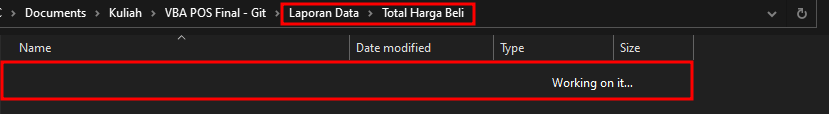 Documents > Kuliah > VBA POS Final - Git > Laporan Data > Total Harga Beli
Name Date modified Type Size
Working on it...